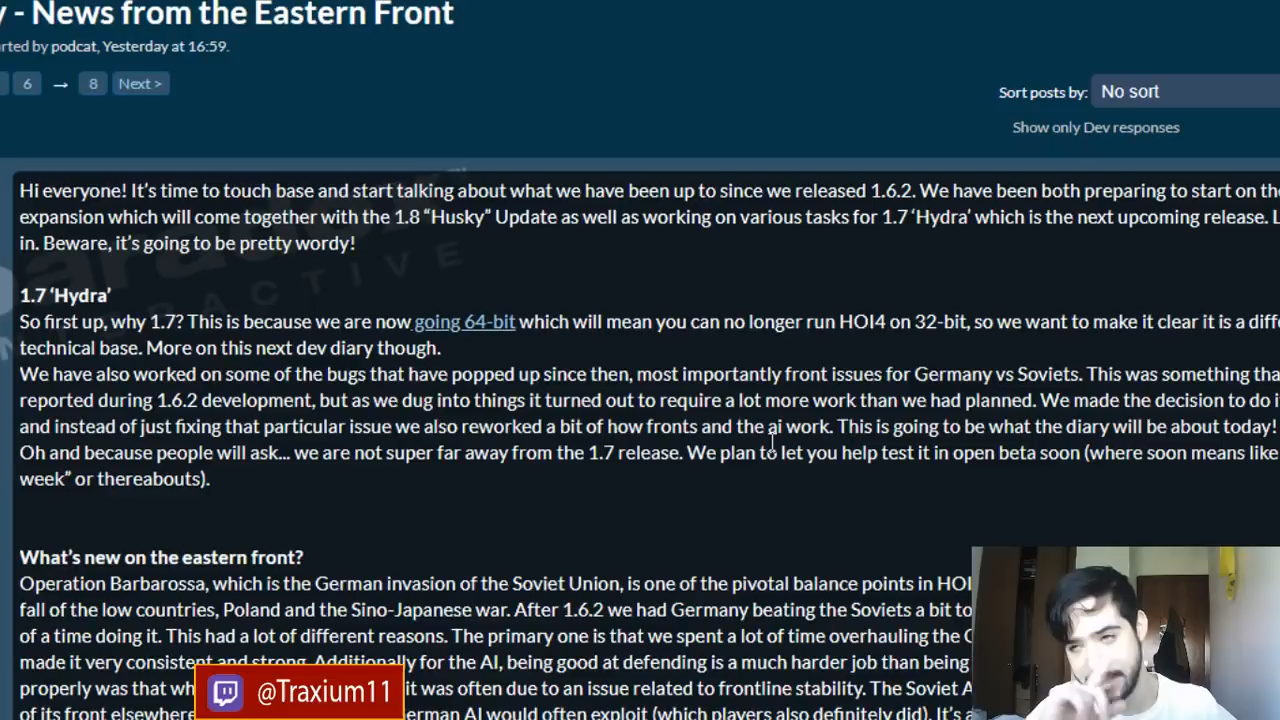 - News from the Eastern Front
rted by podcat, Yesterday at 16:59.
6 → 8 Next >
Sort posts by: No sort
Show only Dev responses
Hi everyone! It's time to touch base and start talking about what we have been up to since we released 1.6.2. We have been both preparing to start on the
expansion which will come together with the 1.8 “Husky” Update as well as working on various tasks for 1.7 ‘Hydra’ which is the next upcoming release. L
in. Beware, it's going to be pretty wordy!
1.7 ‘Hydra’
So first up, why 1.7? This is because we are now going 64-bit which will mean you can no longer run HOI4 on 32-bit, so we want to make it clear it is a diffe
technical base. More on this next dev diary though.
We have also worked on some of the bugs that have popped up since then, most importantly front issues for Germany vs Soviets. This was something tha
reported during 1.6.2 development, but as we dug into things it turned out to require a lot more work than we had planned. We made the decision to do i
and instead of just fixing that particular issue we also reworked a bit of how fronts and the ai work. This is going to be what the diary will be about today!
Oh and because people will ask... we are not super far away from the 1.7 release. We plan to let you help test it in open beta soon (where soon means like
week” or thereabouts).
What's new on the eastern front?
Operation Barbarossa, which is the German invasion of the Soviet Union, is one of the pivotal balance points in HOI
fall of the low countries, Poland and the Sino-Japanese war. After 1.6.2 we had Germany beating the Soviets a bit to
of a time doing it. This had a lot of different reasons. The primary one is that we spent a lot of time overhauling the
made it very consistent and strong. Additionally for the AI, being good at defending is a much harder job than being
properly was that wh it was often due to an issue related to frontline stability. The Soviet A
of its front elsewhere erman AI would often exploit (which players also definitely did). It's a
@Traxium11